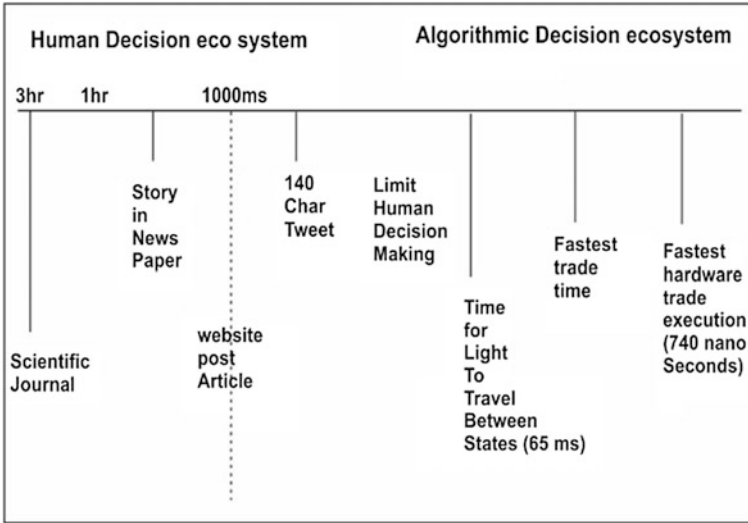 Human Decision eco system
Algorithmic Decision ecosystem
3hr 1hr 1000ms
Story
in
News
Paper
140
Char
Tweet
Limit
Human
Decision
Making
Fastest
trade
time
Fastest
hardware
trade
execution
(740 nano
Seconds)
Scientific
Journal
website
post
Article
Time
for
Light
To
Travel
Between
States (65 ms)